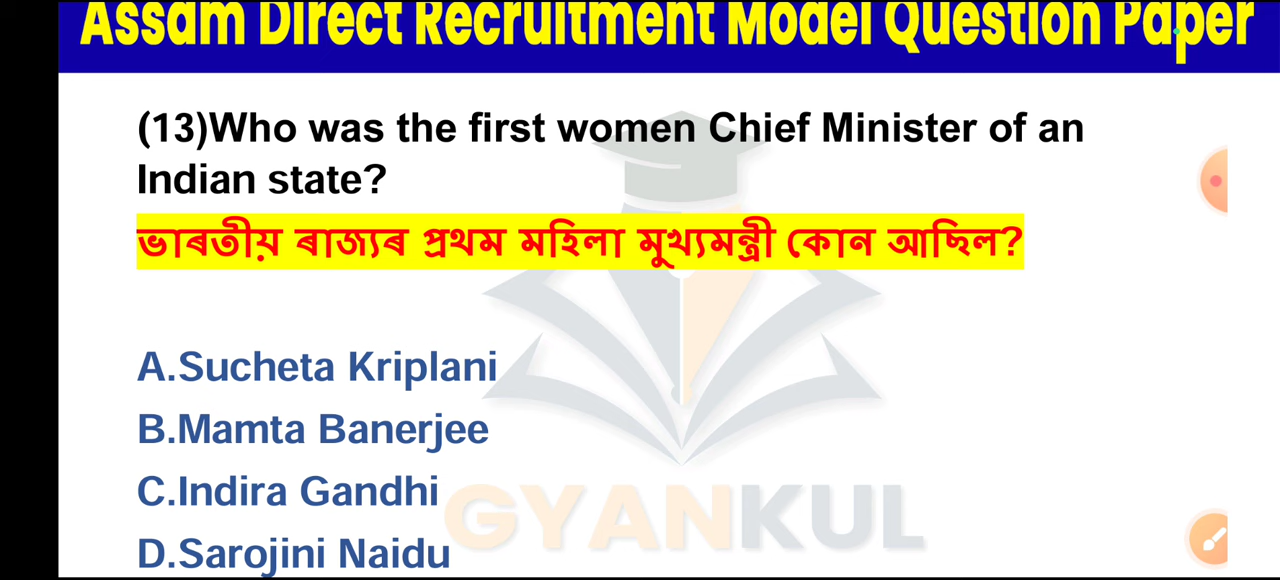 Assam Direct Recruitment Model Question Paper
(13)Who was the first women Chief Minister of an
Indian state?
ভাৰতীয় ৰাজ্যৰ প্ৰথম মহিলা মুখ্যমন্ত্ৰী কোন আছিল?
A.Sucheta Kriplani
B.Mamta Banerjee
C.Indira Gandhi
D.Sarojini Naidu
GYANKUL